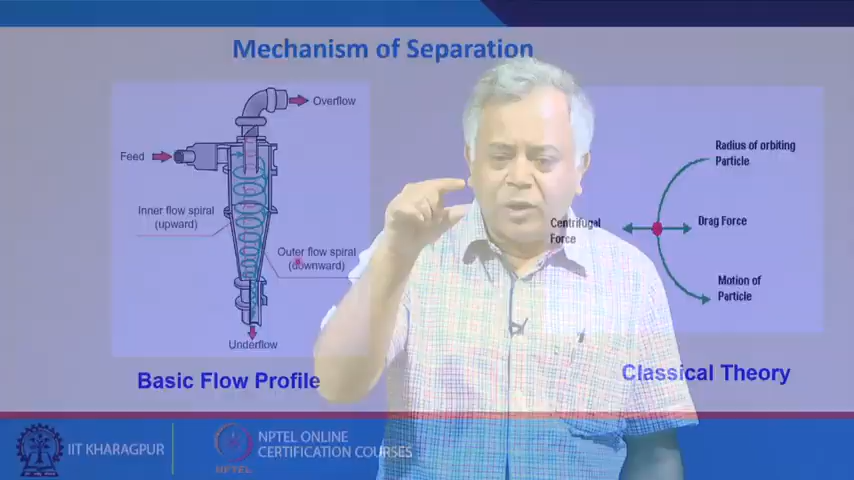 Mechanism of Separation
Overflow
Feed
Inner flow spiral
(upward)
Outer flow spiral
(downward)
Underflow
Basic Flow Profile
Radius of orbiting
Particle
Centrifugal
Force
Drag Force
Motion of
Particle
Classical Theory
IIT KHARAGPUR
NPTEL
NPTEL ONLINE
CERTIFICATION COURSES